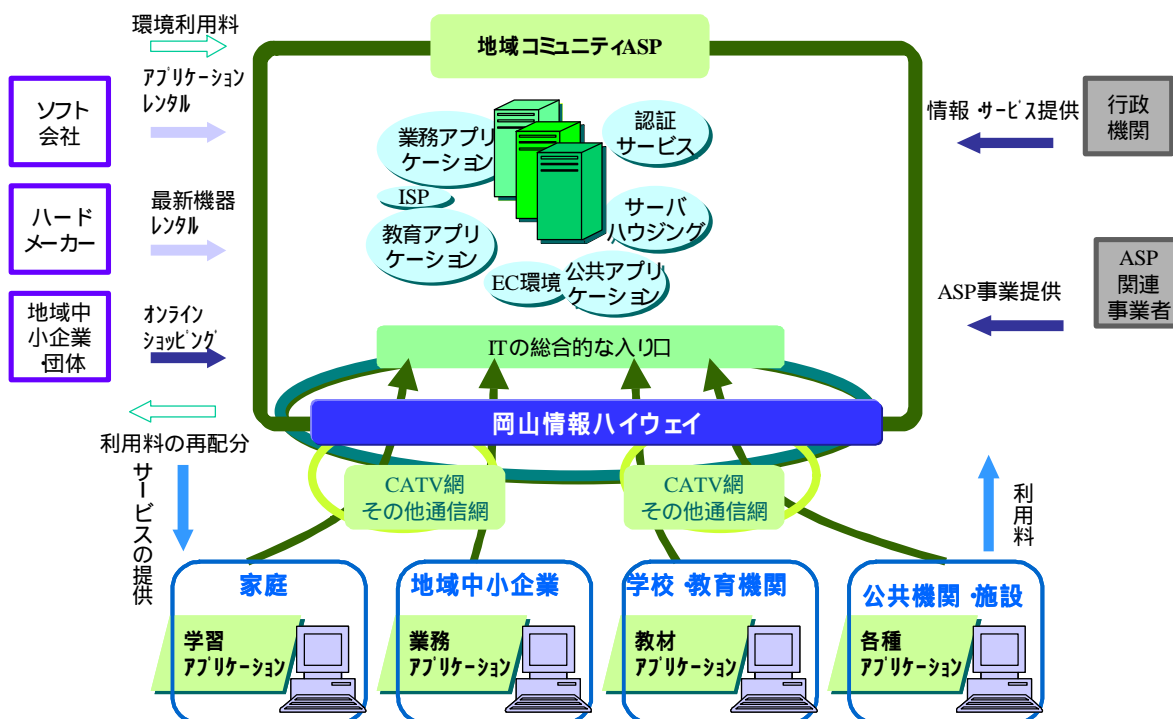 環境利用料
地域コミュニティASP
ソフト
会社
アプリケーション
レンタル
情報・サービス提供
行政
機関
業務アプリ
ケーション
認証
サービス
ISP
ハード
メーカー
最新機器
レンタル
教育アプリ
ケーション
サーバ
ハウジング
EC環境
公共アプリ
ケーション
ASP
関連
事業者
ASP事業提供
地域中
小企業
・団体
オンライン
ショッピング
ITの総合的な入り口
岡山情報ハイウェイ
利用料の再配分
サービスの提供
CATV網
その他通信網
CATV網
その他通信網
利用料
家庭
学習
アプリケーション
地域中小企業
業務
アプリケーション
学校・教育機関
教材
アプリケーション
公共機関・施設
各種
アプリケーション